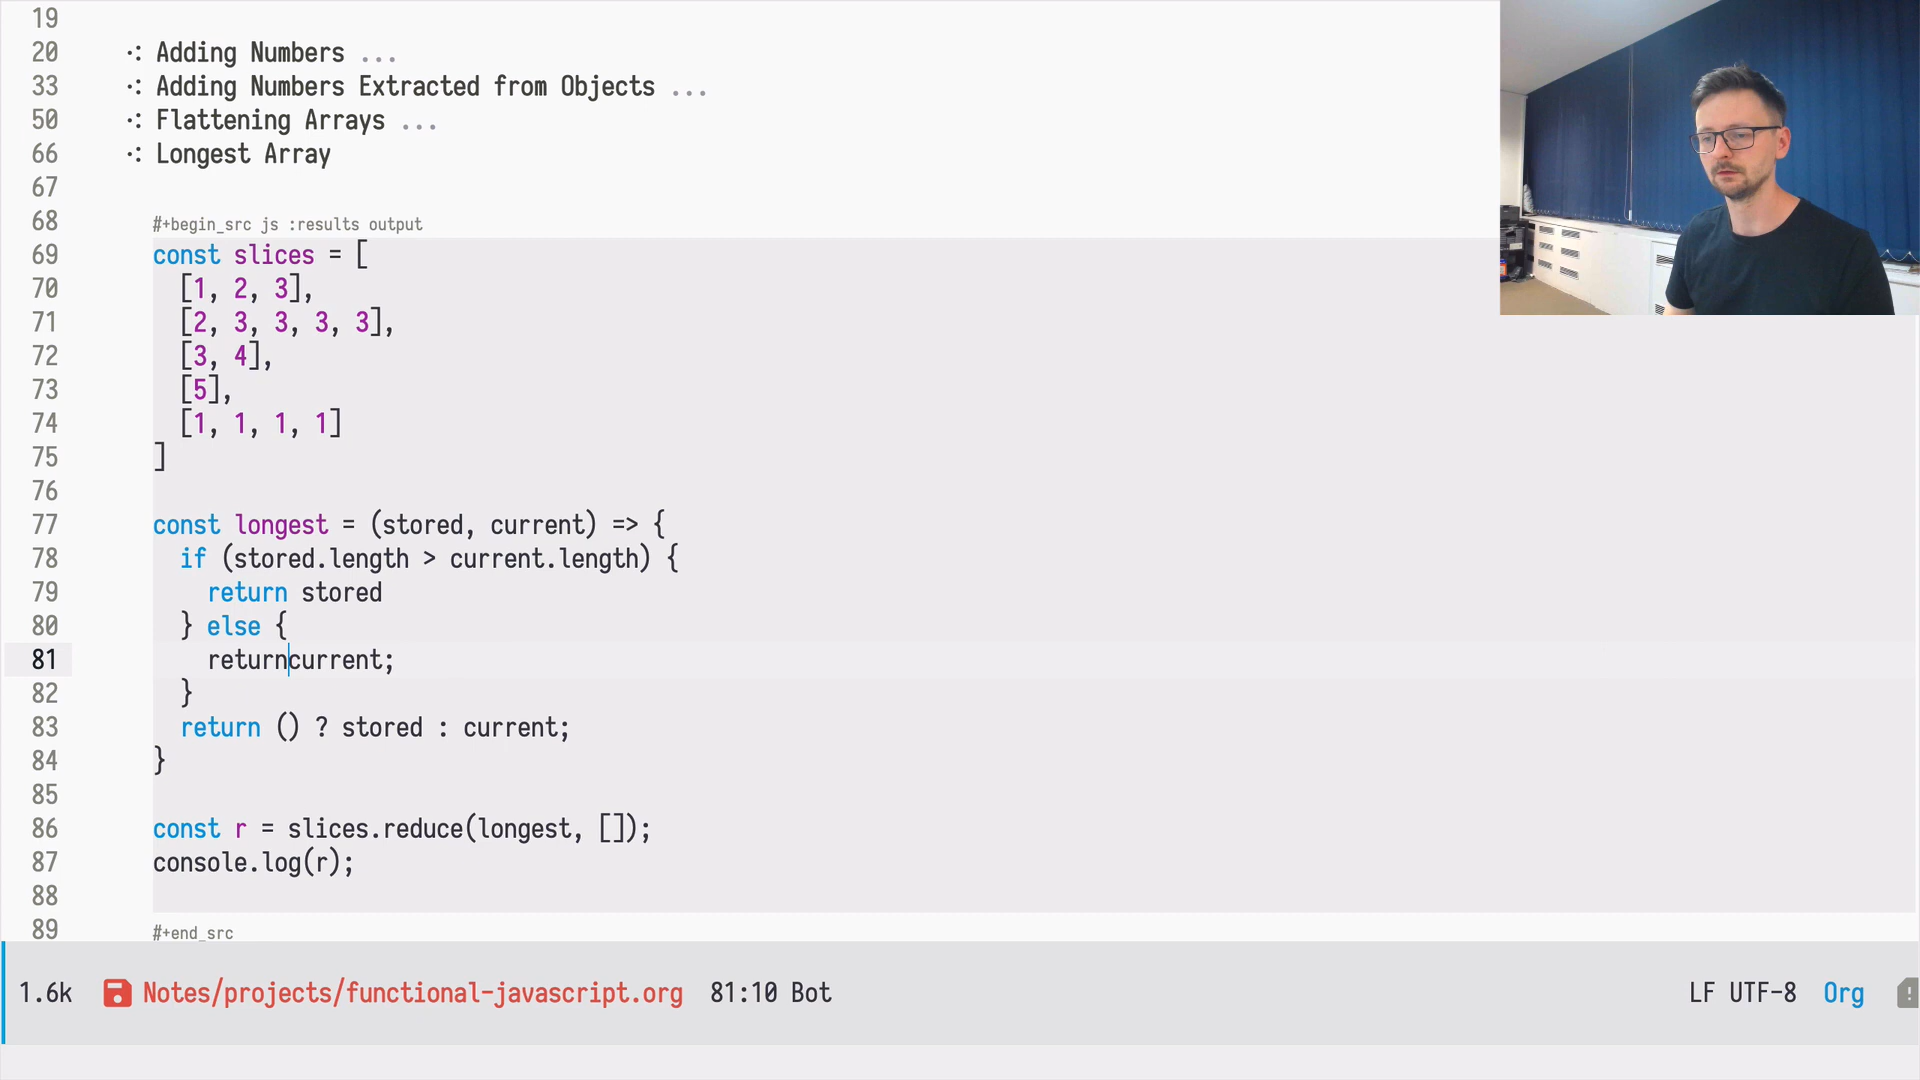 19
20 ·: Adding Numbers ...
33 ·: Adding Numbers Extracted from Objects ...
50 ·: Flattening Arrays ...
66 ·: Longest Array
67
68 #+begin_src js :results output
69 const slices = [
70 [1, 2, 3],
71 [2, 3, 3, 3, 3],
72 [3, 4],
73 [5],
74 [1, 1, 1, 1]
75 ]
76
77 const longest = (stored, current) => {
78 if (stored.length > current.length) {
79 return stored
80 } else {
81 returncurrent;
82 }
83 return () ? stored : current;
84 }
85
86 const r = slices.reduce(longest, []);
87 console.log(r);
88
89 #+end_src
1.6k Notes/projects/functional-javascript.org 81:10 Bot LF UTF-8 Org